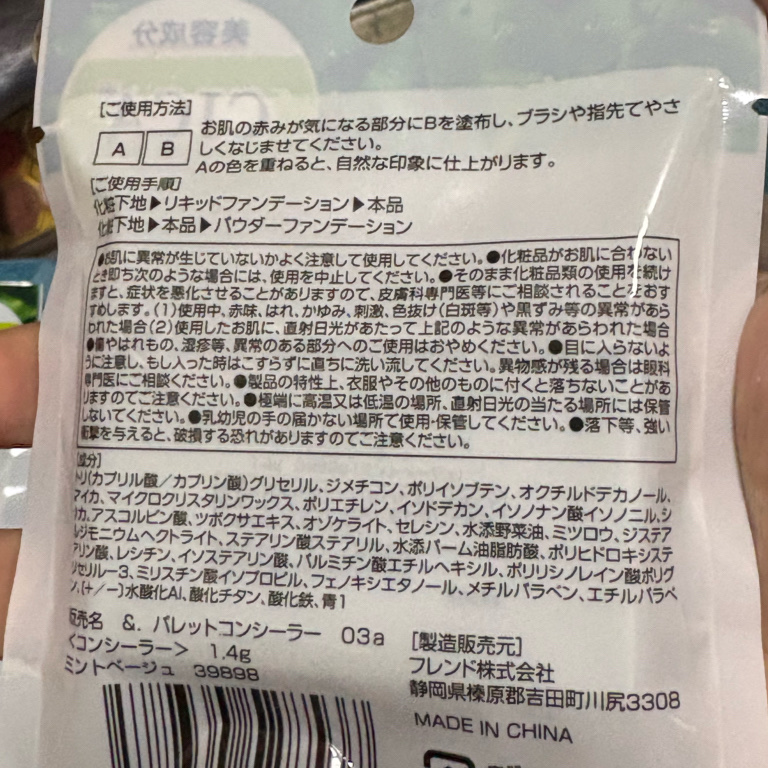 美容成分
[ご使用方法]
A B
お肌の赤みが気になる部分にBを塗布し、ブラシや指先でやさ
しくなじませてください。
Aの色を重ねると、自然な印象に仕上がります。
[ご使用手順]
化粧下地▶リキッドファンデーション▶本品
化粧下地▶本品▶パウダーファンデーション
●お肌に異常が生じていないかよく注意して使用してください。●化粧品がお肌に合わない
とき即ち次のような場合には、使用を中止してください。●そのまま化粧品類の使用を続け
ますと、症状を悪化させることがありますので、皮膚科専門医等にご相談されることをおす
すめします。(1)使用中、赤味、はれ、かゆみ、刺激、色抜け(白斑等)や黒ずみ等の異常があら
われた場合(2)使用したお肌に、直射日光があたって上記のような異常があらわれた場合
●傷やはれもの、湿疹等、異常のある部分へのご使用はおやめください。●目に入らないよ
うに注意し、もし入った時はこすらずに直ちに洗い流してください。異物感が残る場合は眼科
専門医にご相談ください。●製品の特性上、衣服やその他のものに付くと落ちないことがあ
りますのでご注意ください。●極端に高温又は低温の場所、直射日光の当たる場所には保管
しないでください。●乳幼児の手の届かない場所で使用・保管してください。●落下等、強い
衝撃を与えると、破損する恐れがありますのでご注意ください。
[成分]
トリ(カプリル酸/カプリン酸)グリセリル、ジメチコン、ポリイソブテン、オクチルドデカノール、
マイカ、マイクロクリスタリンワックス、ポリエチレン、イソドデカン、イソノナン酸イソノニル、シ
リカ、アスコルビン酸、ツボクサエキス、オゾケライト、セレシン、水添野菜油、ミツロウ、ジステア
ルジモニウムヘクトライト、ステアリン酸ステアリル、水添パーム油脂肪酸、ポリヒドロキシステ
アリン酸、レシチン、イソステアリン酸、パルミチン酸エチルヘキシル、ポリリシノレイン酸ポリグ
リセリル-3、ミリスチン酸イソプロピル、フェノキシエタノール、メチルパラベン、エチルパラベ
ン、(+/-)水酸化Al、酸化チタン、酸化鉄、青1
販売名 &. パレットコンシーラー 03a
<コンシーラー> 1.4g
ミントベージュ 39898
[製造販売元]
フレンド株式会社
静岡県榛原郡吉田町川尻3308
MADE IN CHINA